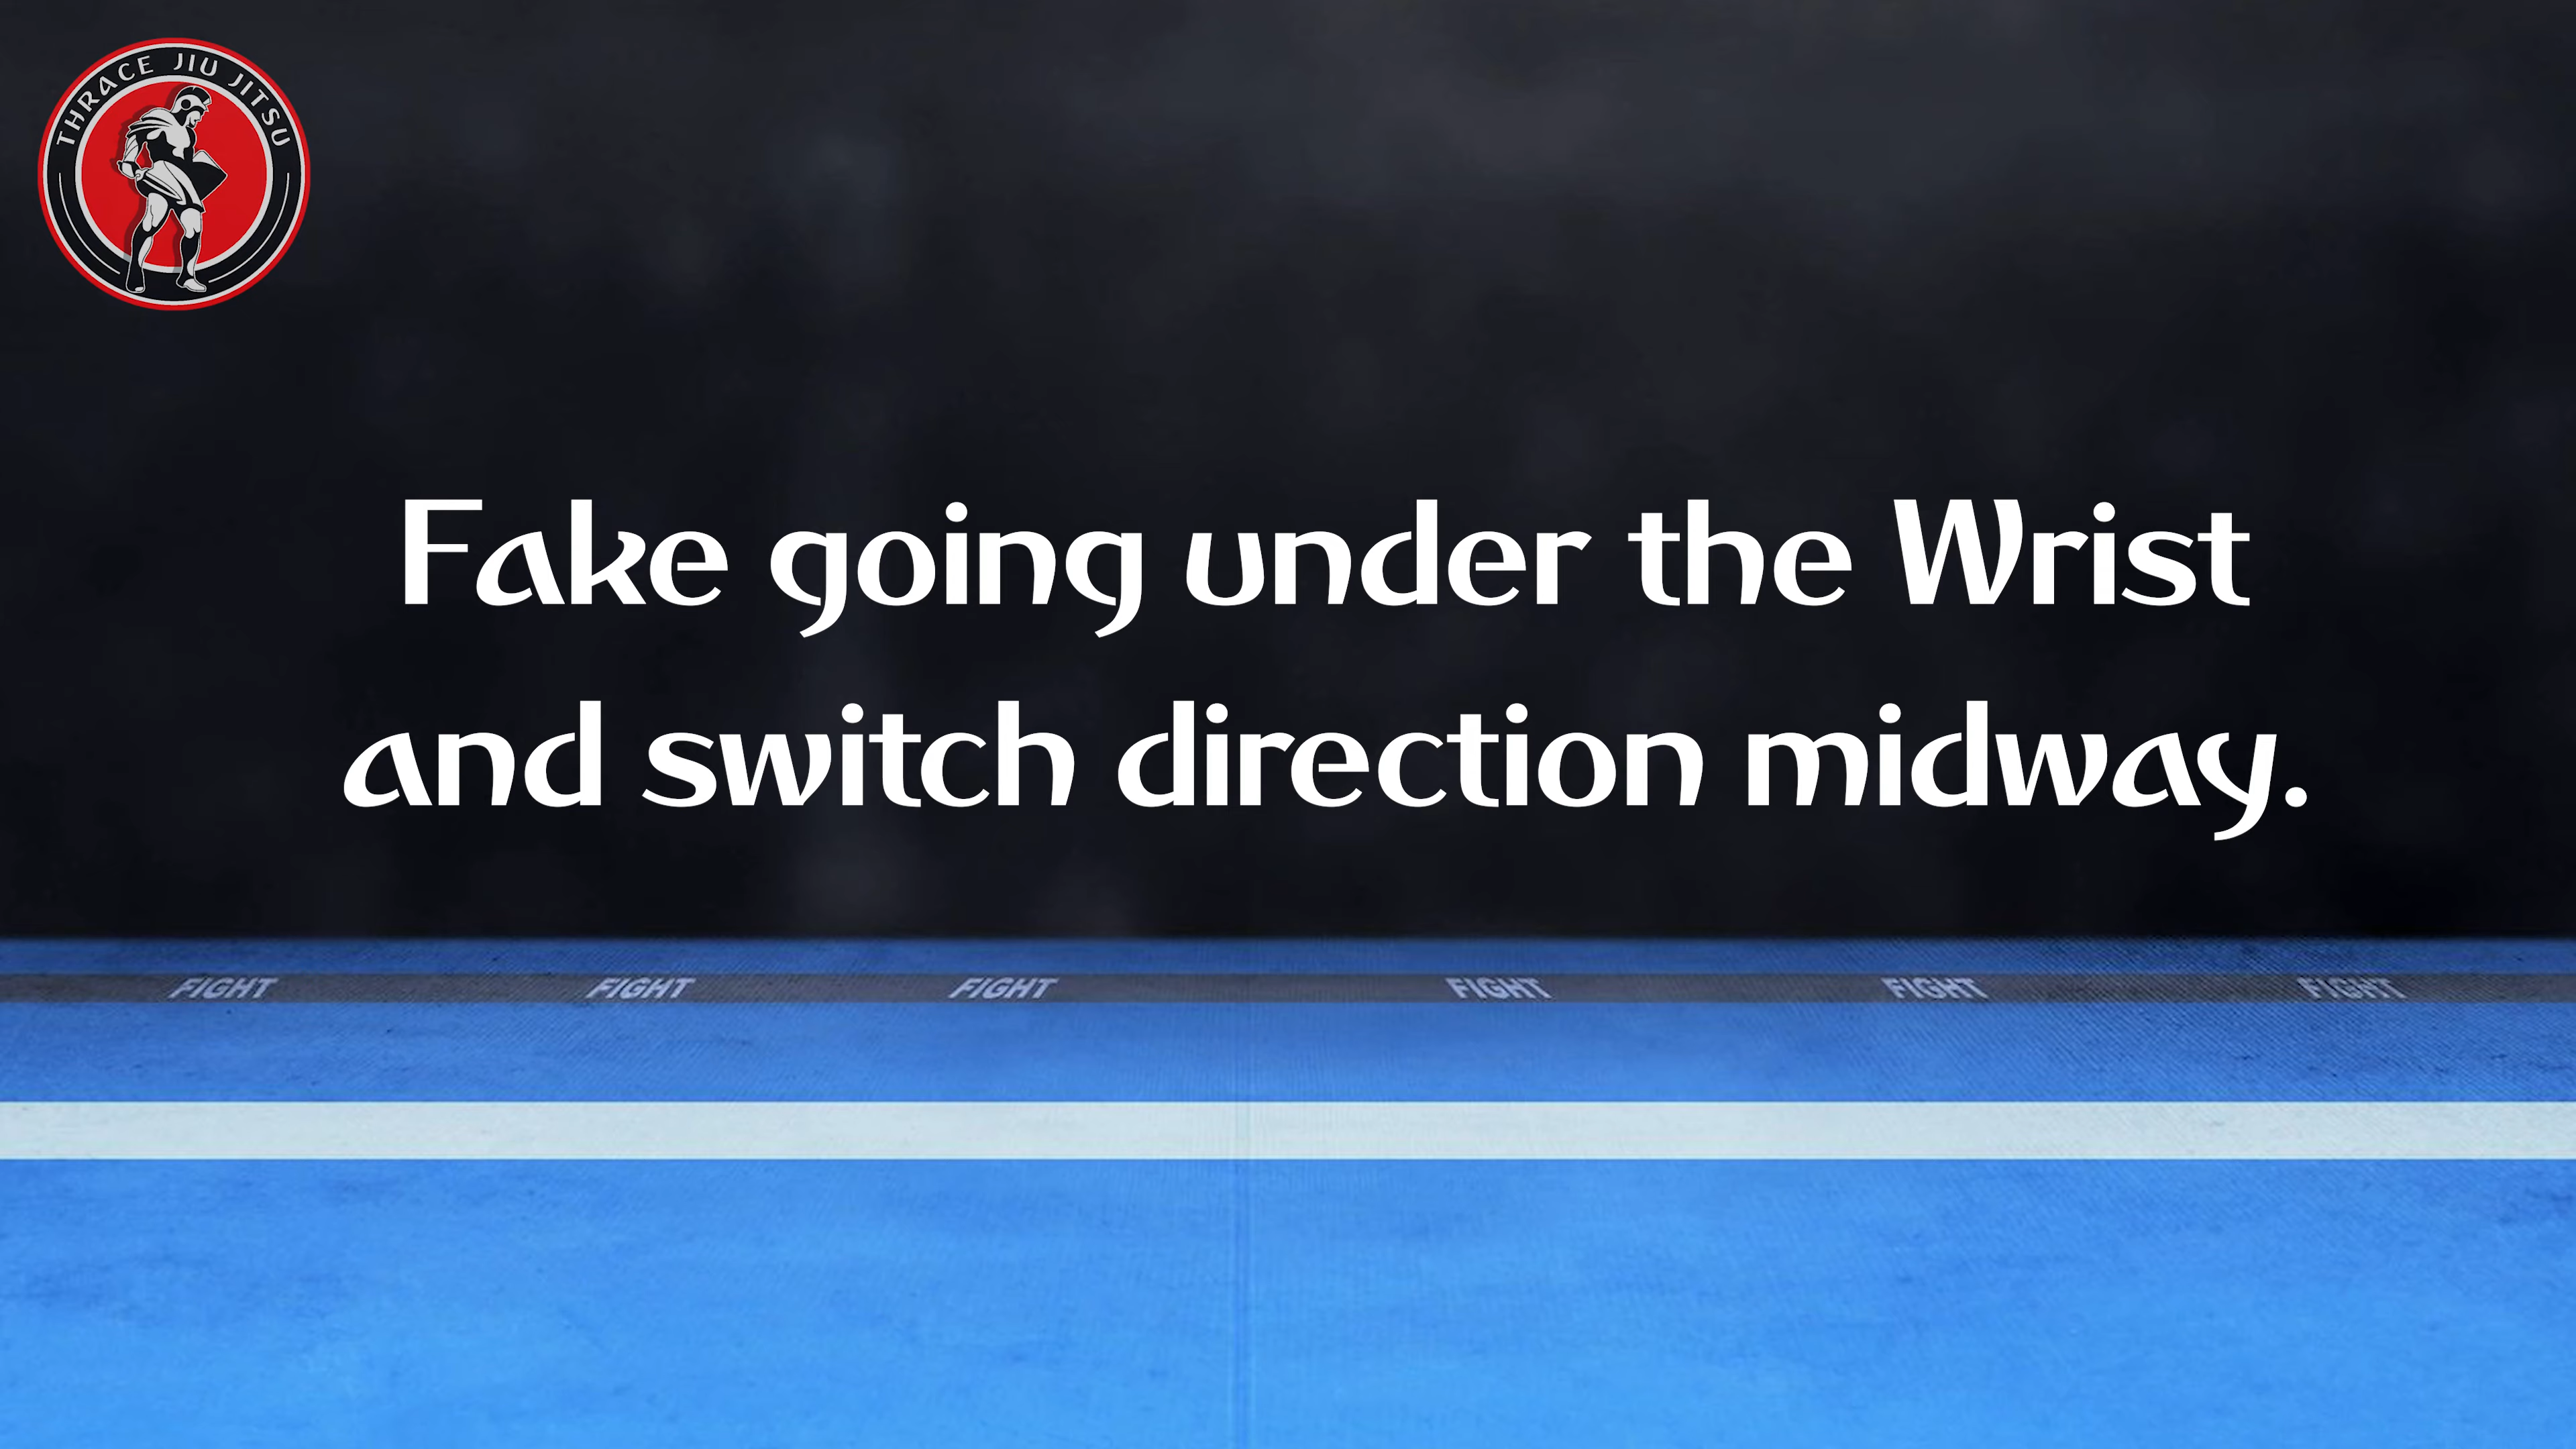 THRACE JIU JITSU
Fake going under the Wrist
and switch direction midway.
FIGHT FIGHT FIGHT FIGHT FIGHT FIGHT